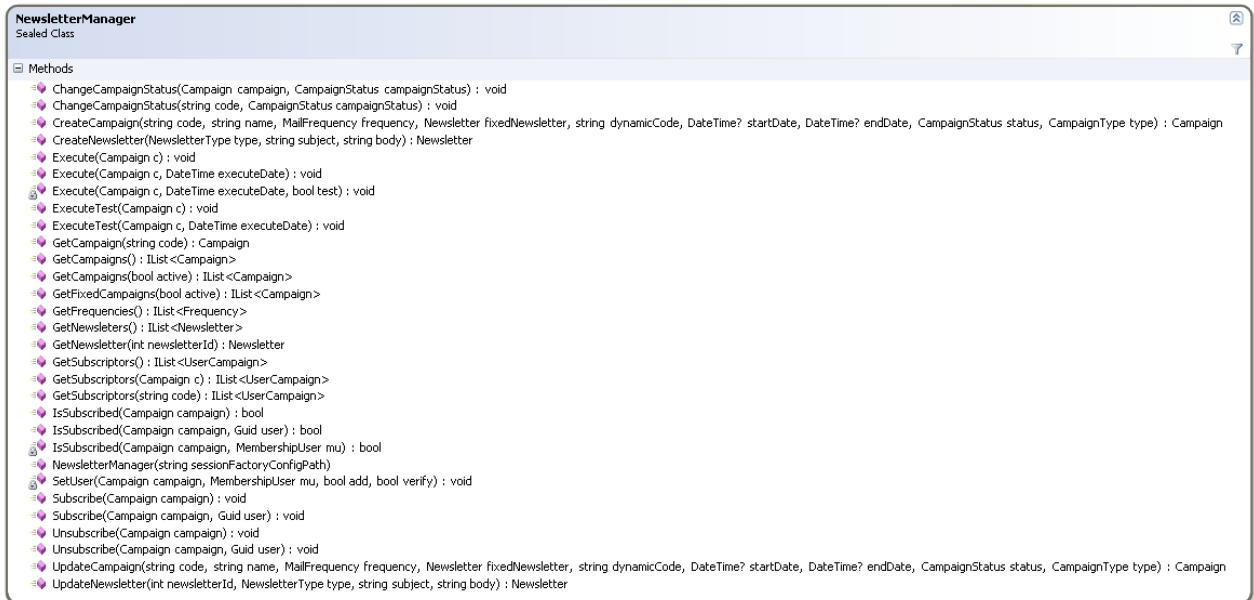 NewsletterManager
Sealed Class
Methods
ChangeCampaignStatus(Campaign campaign, CampaignStatus campaignStatus) : void
ChangeCampaignStatus(string code, CampaignStatus campaignStatus) : void
CreateCampaign(string code, string name, MailFrequency frequency, Newsletter fixedNewsletter, string dynamicCode, DateTime? startDate, DateTime? endDate, CampaignStatus status, CampaignType type) : Campaign
CreateNewsletter(NewsletterType type, string subject, string body) : Newsletter
Execute(Campaign c) : void
Execute(Campaign c, DateTime executeDate) : void
Execute(Campaign c, DateTime executeDate, bool test) : void
ExecuteTest(Campaign c) : void
ExecuteTest(Campaign c, DateTime executeDate) : void
GetCampaign(string code) : Campaign
GetCampaigns() : IList<Campaign>
GetCampaigns(bool active) : IList<Campaign>
GetFixedCampaigns(bool active) : IList<Campaign>
GetFrequencies() : IList<Frequency>
GetNewsleters() : IList<Newsletter>
GetNewsletter(int newsletterId) : Newsletter
GetSubscriptors() : IList<UserCampaign>
GetSubscriptors(Campaign c) : IList<UserCampaign>
GetSubscriptors(string code) : IList<UserCampaign>
IsSubscribed(Campaign campaign) : bool
IsSubscribed(Campaign campaign, Guid user) : bool
IsSubscribed(Campaign campaign, MembershipUser mu) : bool
NewsletterManager(string sessionFactoryConfigPath)
SetUser(Campaign campaign, MembershipUser mu, bool add, bool verify) : void
Subscribe(Campaign campaign) : void
Subscribe(Campaign campaign, Guid user) : void
Unsubscribe(Campaign campaign) : void
Unsubscribe(Campaign campaign, Guid user) : void
UpdateCampaign(string code, string name, MailFrequency frequency, Newsletter fixedNewsletter, string dynamicCode, DateTime? startDate, DateTime? endDate, CampaignStatus status, CampaignType type) : Campaign
UpdateNewsletter(int newsletterId, NewsletterType type, string subject, string body) : Newsletter